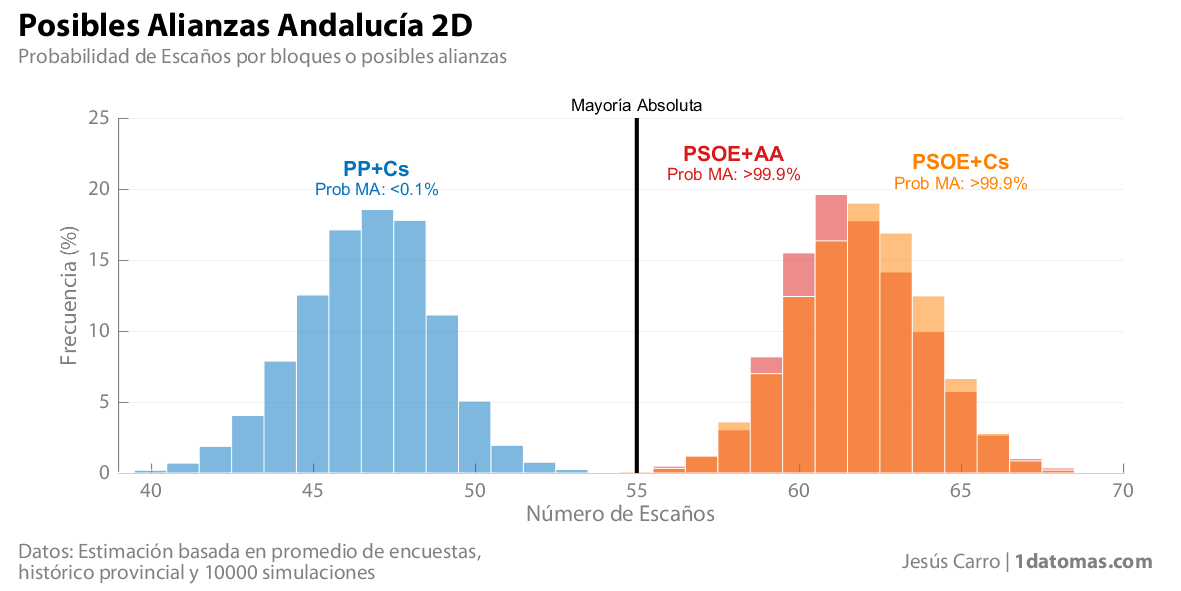 Posibles Alianzas Andalucía 2D
Probabilidad de Escaños por bloques o posibles alianzas
Mayoría Absoluta
PP+Cs
Prob MA: <0.1%
PSOE+AA
Prob MA: >99.9%
PSOE+Cs
Prob MA: >99.9%
Frecuencia (%)
25
20
15
10
5
0
40 45 50 55 60 65 70
Número de Escaños
Datos: Estimación basada en promedio de encuestas,
histórico provincial y 10000 simulaciones
Jesús Carro | 1datomas.com